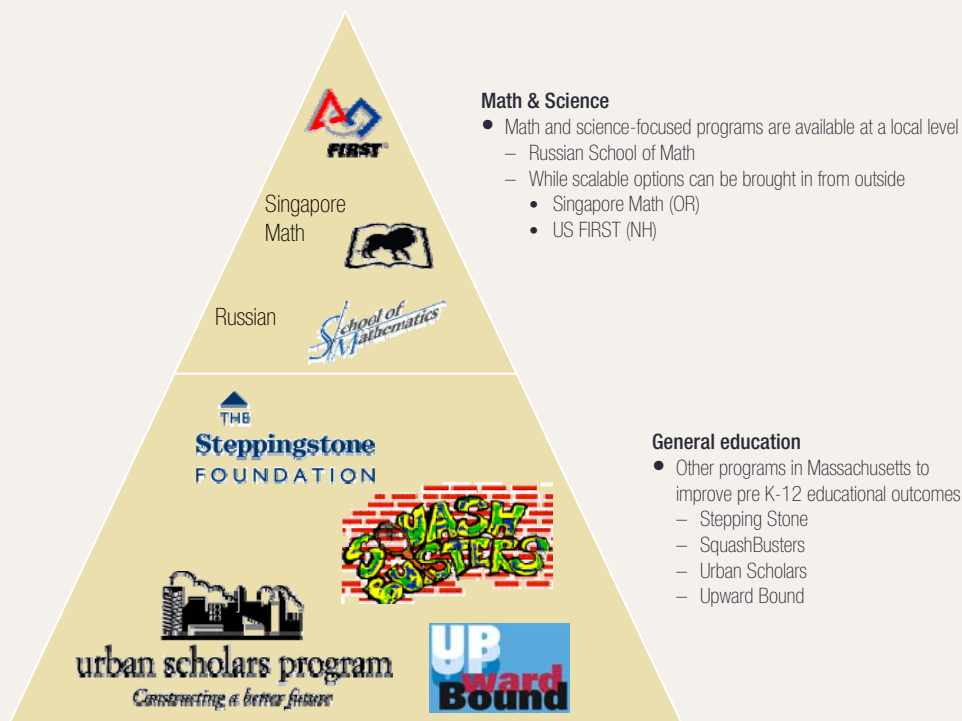 FIRST
Singapore
Math
Russian
School of
Mathematics
THE
Steppingstone
FOUNDATION
SQUASH
BUSTERS
urban scholars program
Constructing a better future
UP
ward
Bound
Math & Science
● Math and science-focused programs are available at a local level
– Russian School of Math
– While scalable options can be brought in from outside
• Singapore Math (OR)
• US FIRST (NH)
General education
● Other programs in Massachusetts to
improve pre K-12 educational outcomes
– Stepping Stone
– SquashBusters
– Urban Scholars
– Upward Bound